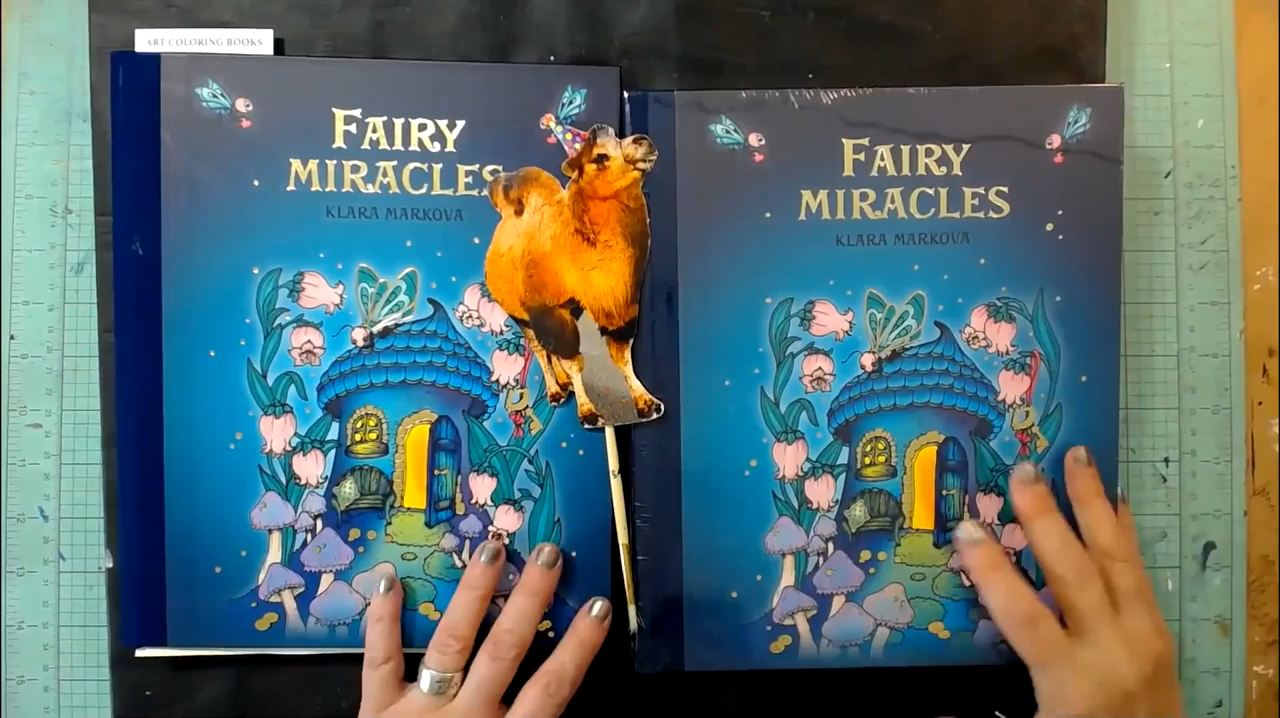 ART COLORING BOOKS
FAIRY
MIRACLES
KLARA MARKOVA
FAIRY
MIRACLES
KLARA MARKOVA